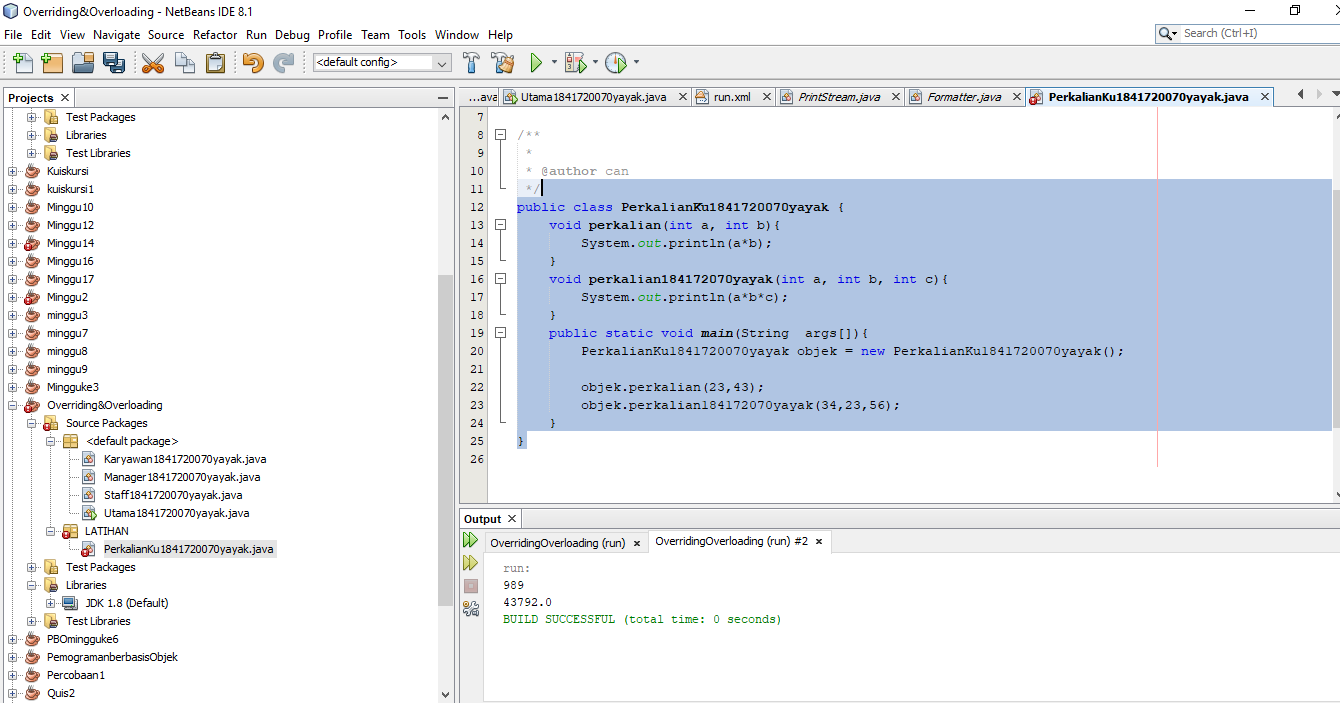 Overriding&Overloading - NetBeans IDE 8.1
File Edit View Navigate Source Refactor Run Debug Profile Team Tools Window Help
Search (Ctrl+I)
<default config>
Projects
Test Packages
Libraries
Test Libraries
Kuiskursi
kuiskursi1
Minggu10
Minggu12
Minggu14
Minggu16
Minggu17
Minggu2
minggu3
minggu7
minggu8
minggu9
Mingguke3
Overriding&Overloading
Source Packages
<default package>
Karyawan1841720070yayak.java
Manager1841720070yayak.java
Staff1841720070yayak.java
Utama1841720070yayak.java
LATIHAN
PerkalianKu1841720070yayak.java
Test Packages
Libraries
JDK 1.8 (Default)
Test Libraries
PBOmingguke6
PemogramanberbasisObjek
Percobaan1
Quis2
...ava Utama1841720070yayak.java run.xml PrintStream.java Formatter.java PerkalianKu1841720070yayak.java
7
8 /**
9 *
10 * @author can
11 */
12 public class PerkalianKu1841720070yayak {
13 void perkalian(int a, int b){
14 System.out.println(a*b);
15 }
16 void perkalian184172070yayak(int a, int b, int c){
17 System.out.println(a*b*c);
18 }
19 public static void main(String args[]){
20 PerkalianKu1841720070yayak objek = new PerkalianKu1841720070yayak();
21
22 objek.perkalian(23,43);
23 objek.perkalian184172070yayak(34,23,56);
24 }
25 }
26
Output
OverridingOverloading (run) OverridingOverloading (run) #2
run:
989
43792.0
BUILD SUCCESSFUL (total time: 0 seconds)